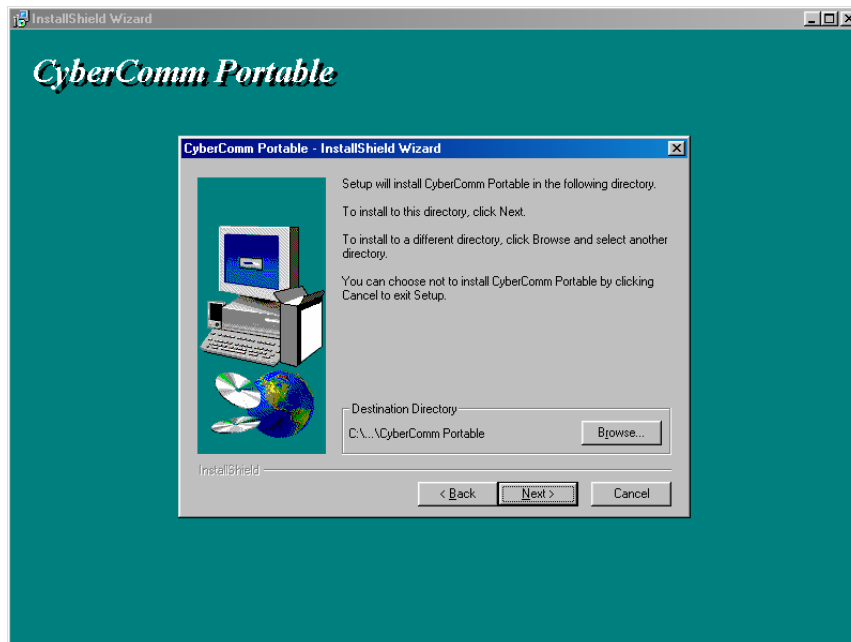 InstallShield Wizard
CyberComm Portable
CyberComm Portable - InstallShield Wizard
Setup will install CyberComm Portable in the following directory.
To install to this directory, click Next.
To install to a different directory, click Browse and select another
directory.
You can choose not to install CyberComm Portable by clicking
Cancel to exit Setup.
Destination Directory
C:\...\CyberComm Portable
Browse...
InstallShield
< Back
Next >
Cancel